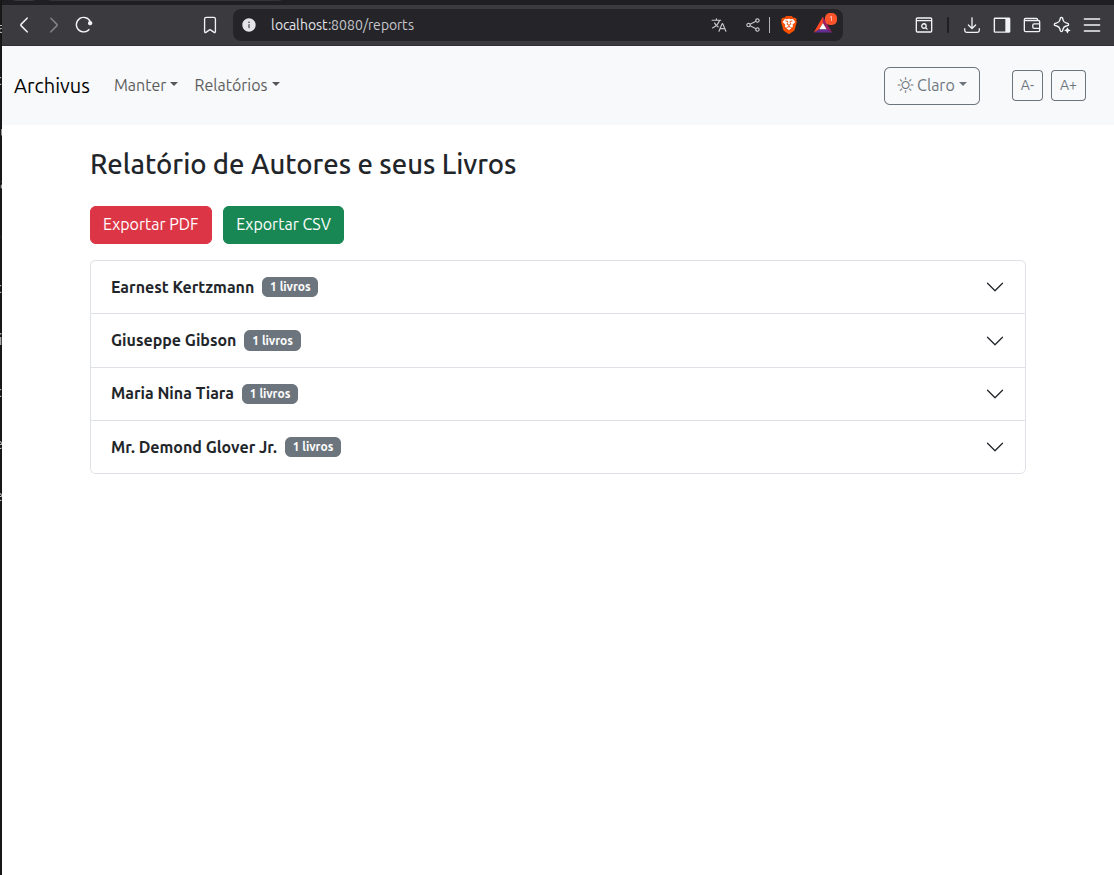 localhost:8080/reports
1
Archivus Manter Relatórios Claro A- A+
Relatório de Autores e seus Livros
Exportar PDF Exportar CSV
Earnest Kertzmann 1 livros
Giuseppe Gibson 1 livros
Maria Nina Tiara 1 livros
Mr. Demond Glover Jr. 1 livros